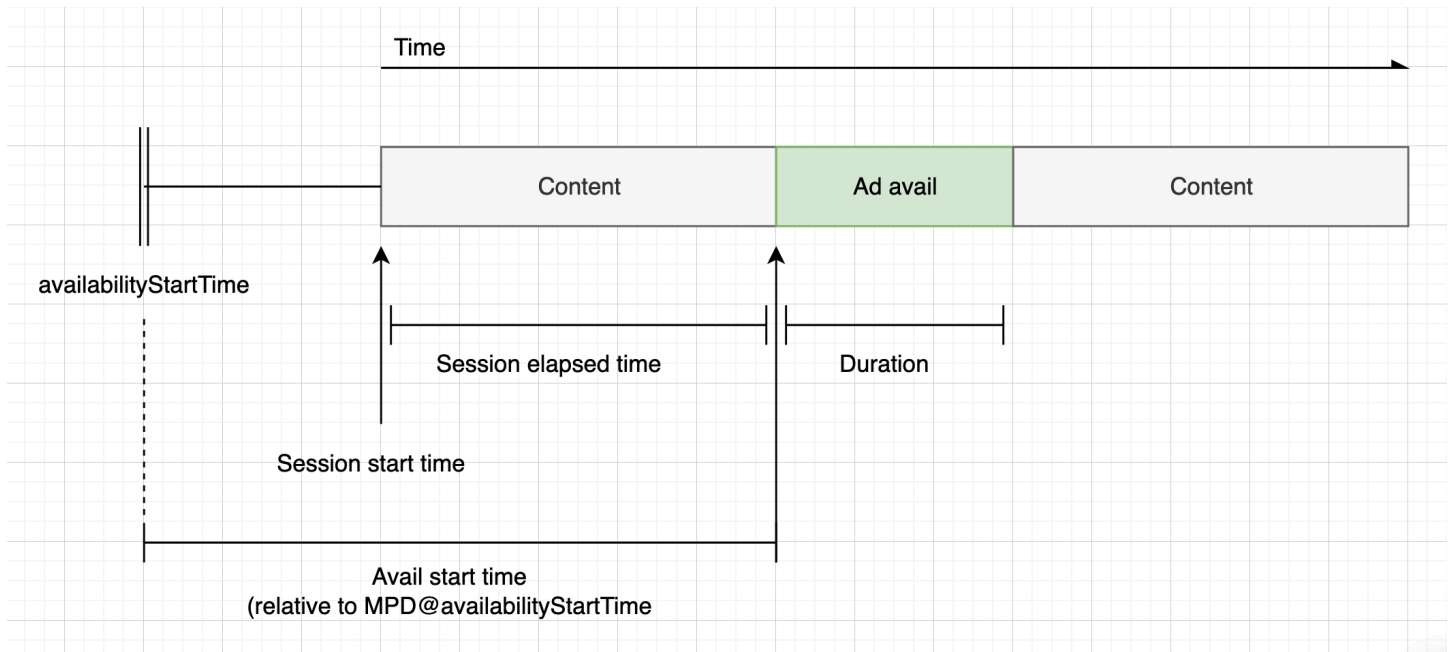 Time
Content
Ad avail
Content
availabilityStartTime
Session elapsed time
Duration
Session start time
Avail start time
(relative to MPD@availabilityStartTime